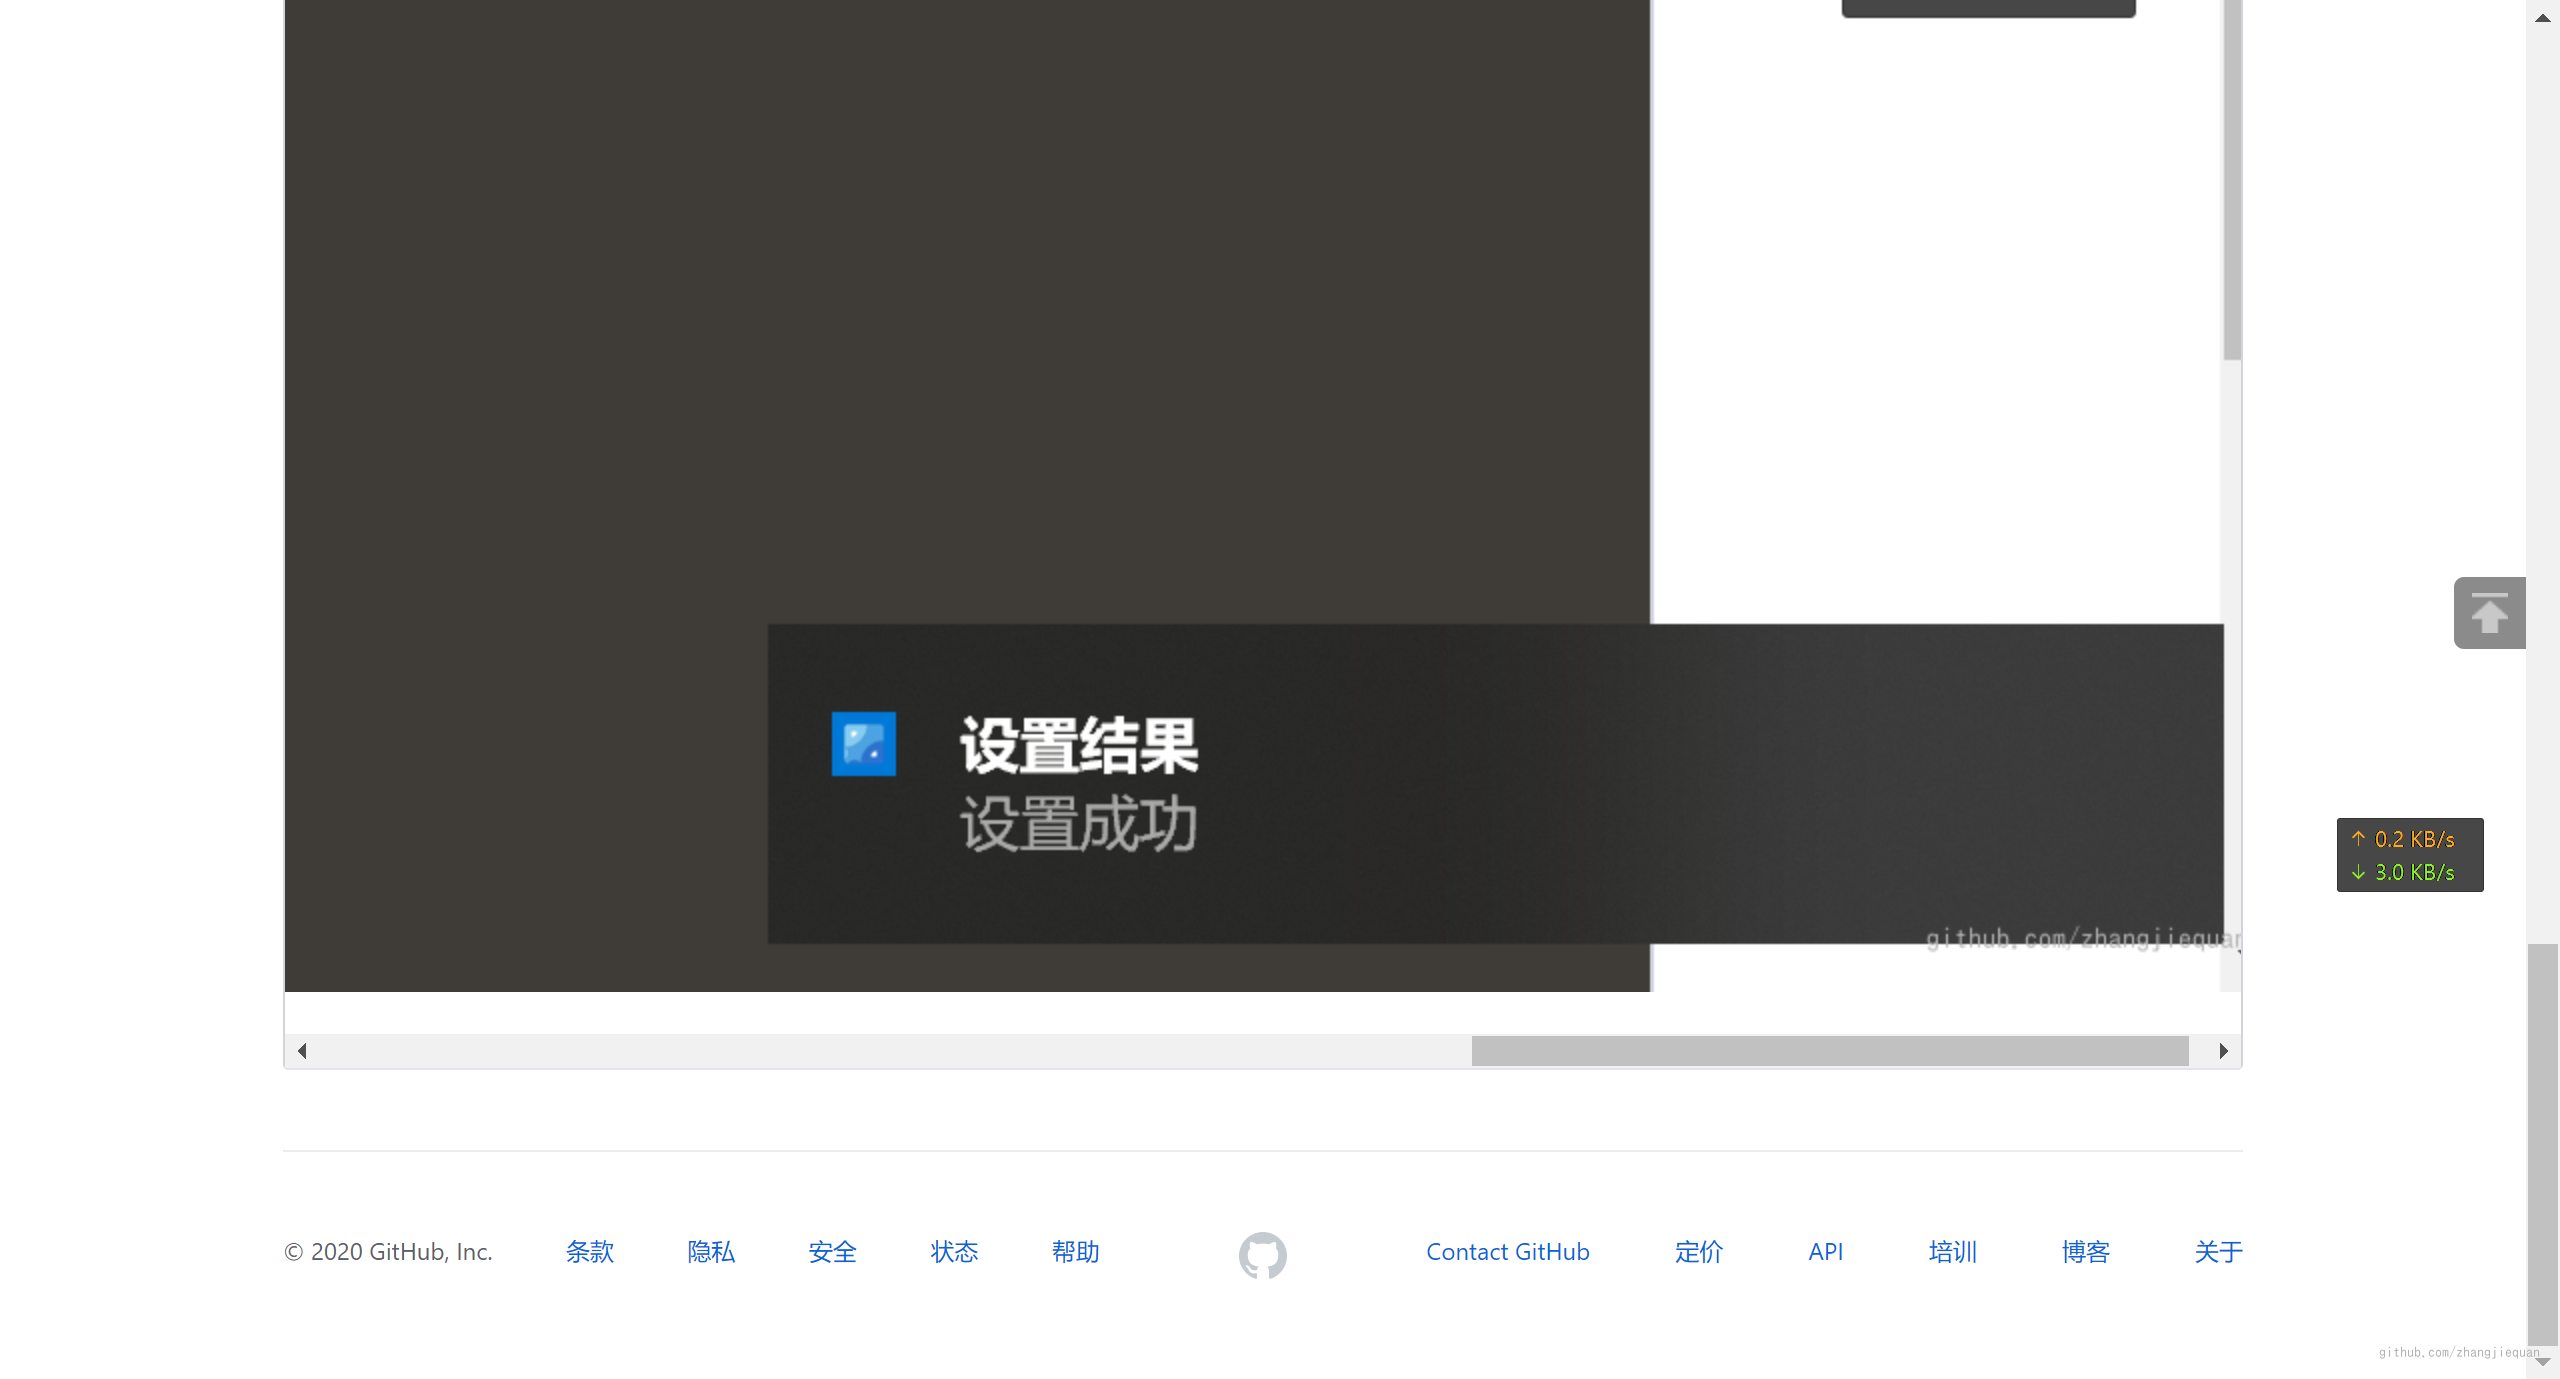 设置结果
设置成功
↑ 0.2 KB/s
↓ 3.0 KB/s
github.com/zhangjiequan
© 2020 GitHub, Inc. 条款 隐私 安全 状态 帮助 Contact GitHub 定价 API 培训 博客 关于
github.com/zhangjiequan